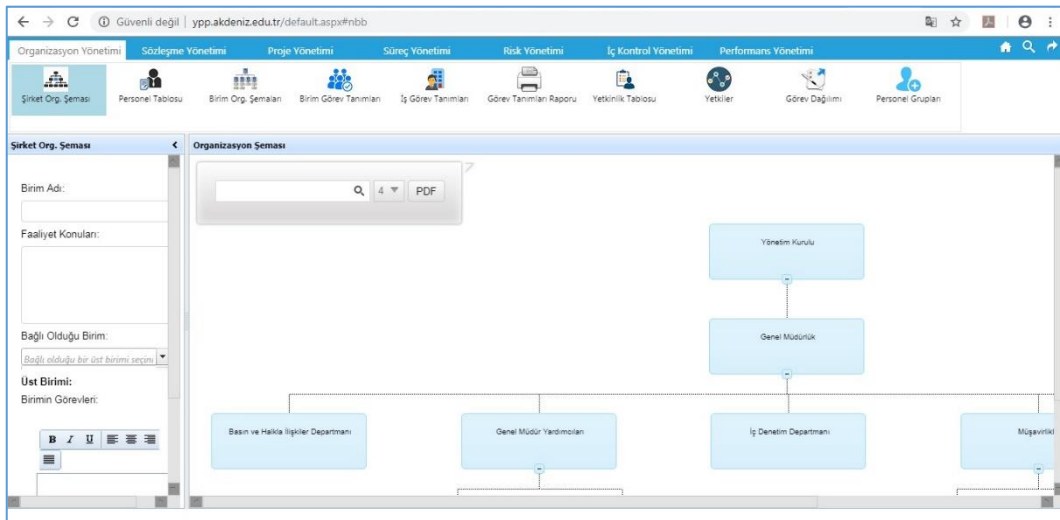 Güvenli değil | ypp.akdeniz.edu.tr/default.aspx#nbb
Organizasyon Yönetimi Sözleşme Yönetimi Proje Yönetimi Süreç Yönetimi Risk Yönetimi İç Kontrol Yönetimi Performans Yönetimi
Şirket Org. Şeması Personel Tablosu Birim Org. Şemaları Birim Görev Tanımları İş Görev Tanımları Görev Tanımları Raporu Yetkinlik Tablosu Yetkiler Görev Dağılımı Personel Grupları
Şirket Org. Şeması
Organizasyon Şeması
4 PDF
Birim Adı:
Faaliyet Konuları:
Bağlı Olduğu Birim:
Bağlı olduğu bir üst birimi seçini
Üst Birimi:
Birimin Görevleri:
B I U
Yönetim Kurulu
Genel Müdürlük
Basın ve Halkla İlişkiler Departmanı Genel Müdür Yardımcıları İç Denetim Departmanı Müşavirlikl